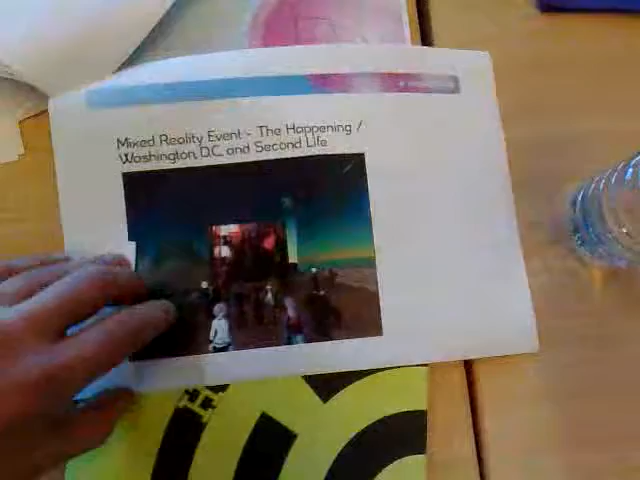 Mixed Reality Event - The Happening /
Washington, D.C. and Second Life